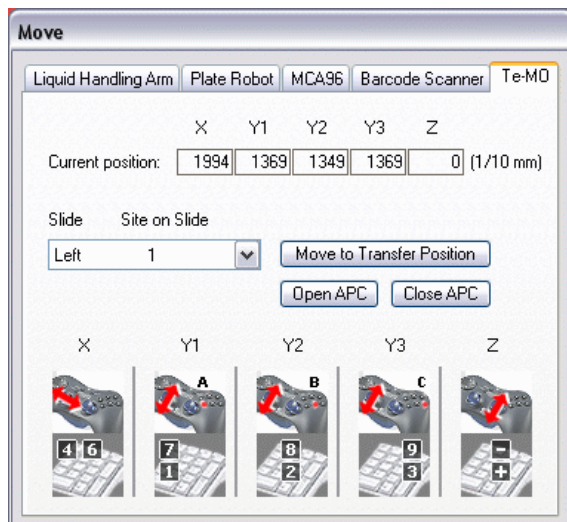 Move
Liquid Handling Arm Plate Robot MCA96 Barcode Scanner Te-MO
X Y1 Y2 Y3 Z
Current position: 1994 1369 1349 1369 0 (1/10 mm)
Slide Site on Slide
Left 1 Move to Transfer Position
Open APC Close APC
X Y1 Y2 Y3 Z
A B C
4 6 7 8 9 -
1 2 3 +